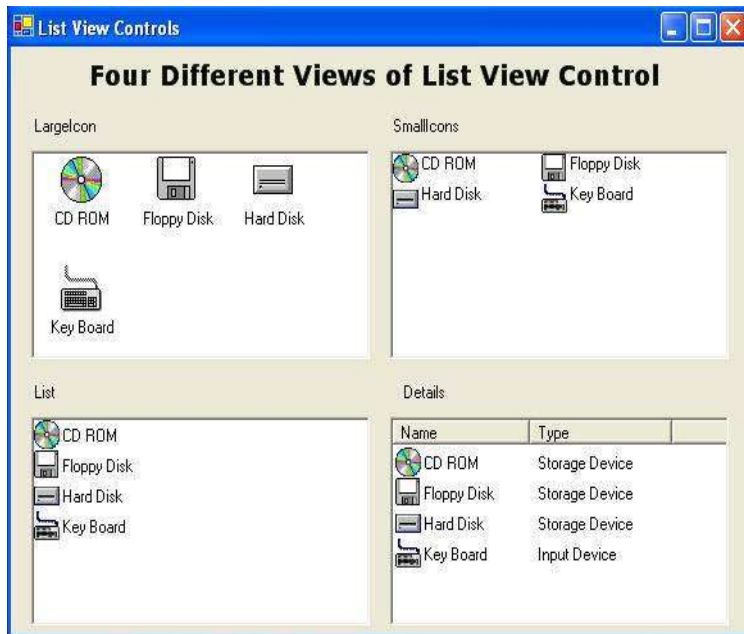 List View Controls
Four Different Views of List View Control
LargeIcon
CD ROM Floppy Disk Hard Disk
Key Board
SmallIcons
CD ROM Floppy Disk
Hard Disk Key Board
List
CD ROM
Floppy Disk
Hard Disk
Key Board
Details
Name Type
CD ROM Storage Device
Floppy Disk Storage Device
Hard Disk Storage Device
Key Board Input Device